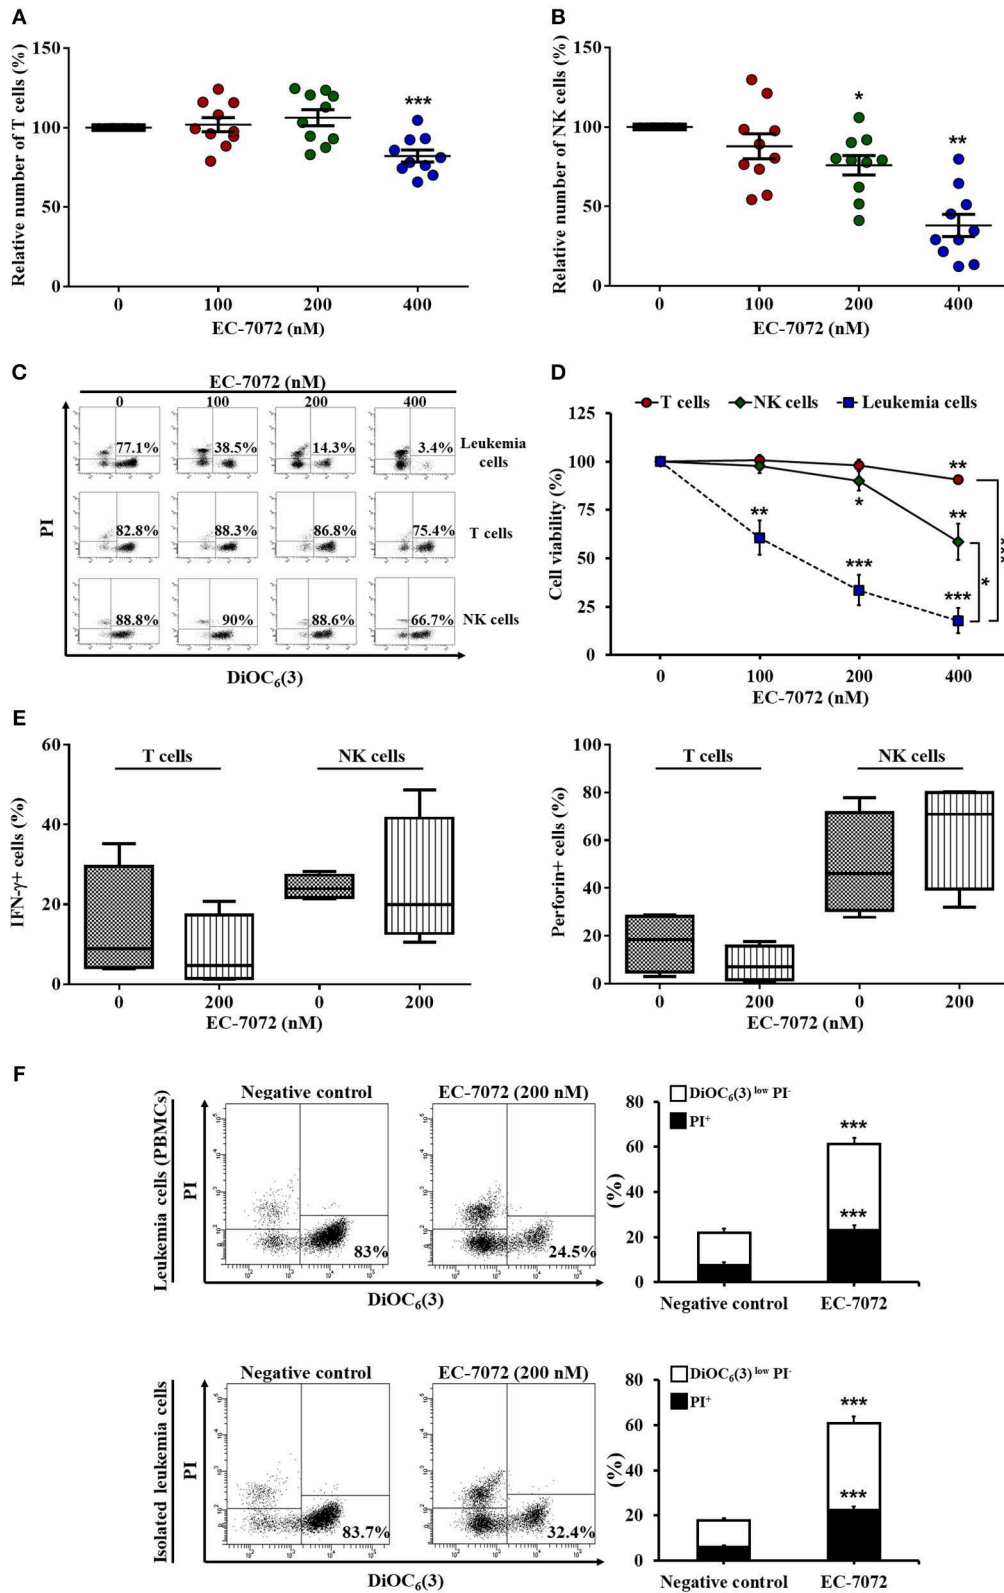 A
Relative number of T cells (%)
150
100
50
0
***
0 100 200 400
EC-7072 (nM)
B
Relative number of NK cells (%)
150
100
50
0
*
**
0 100 200 400
EC-7072 (nM)
C
EC-7072 (nM)
0 100 200 400
77.1% 38.5% 14.3% 3.4%
Leukemia cells
82.8% 88.3% 86.8% 75.4%
T cells
88.8% 90% 88.6% 66.7%
NK cells
PI
DiOC6(3)
D
T cells NK cells Leukemia cells
Cell viability (%)
125
100
75
50
25
0
**
*
**
**
***
***
*
***
0 100 200 400
EC-7072 (nM)
E
IFN-γ+ cells (%)
60
40
20
0
T cells NK cells
0 200 0 200
EC-7072 (nM)
Perforin+ cells (%)
100
80
60
40
20
0
T cells NK cells
0 200 0 200
EC-7072 (nM)
F
Leukemia cells (PBMCs)
Negative control EC-7072 (200 nM)
PI
83% 24.5%
DiOC6(3)
DiOC6(3) low PI-
PI+
(%)
80
60
40
20
0
***
***
Negative control EC-7072
Isolated leukemia cells
Negative control EC-7072 (200 nM)
PI
83.7% 32.4%
DiOC6(3)
DiOC6(3) low PI-
PI+
(%)
80
60
40
20
0
***
***
Negative control EC-7072